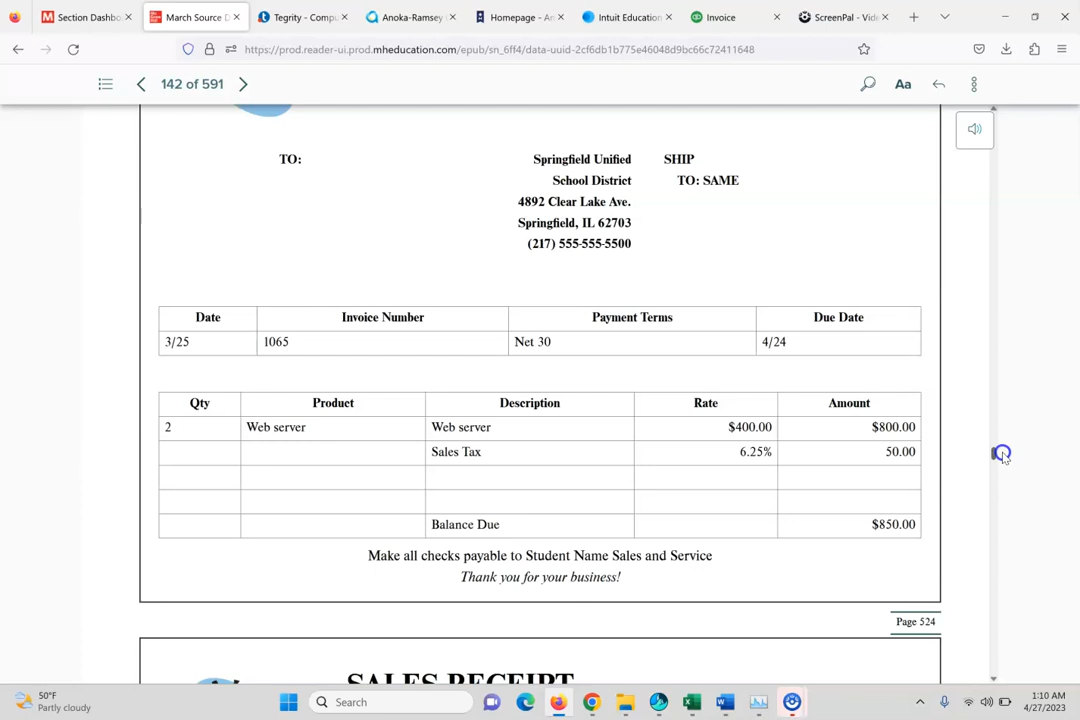 Section Dashbo
March Source D
Tegrity - Compu
Anoka-Ramsey
Homepage - An
Intuit Education
Invoice
ScreenPal - Vide
https://prod.reader-ui.prod.mheducation.com/epub/sn_6ff4/data-uuid-2cf6db1b775e46048d9bc66c72411648
142 of 591
Aa
TO:
Springfield Unified
School District
4892 Clear Lake Ave.
Springfield, IL 62703
(217) 555-555-5500
SHIP
TO: SAME
Date Invoice Number Payment Terms Due Date
3/25 1065 Net 30 4/24
Qty Product Description Rate Amount
2 Web server Web server $400.00 $800.00
Sales Tax 6.25% 50.00
Balance Due $850.00
Make all checks payable to Student Name Sales and Service
Thank you for your business!
Page 524
SALES RECEIPT
50°F
Partly cloudy
Search
1:10 AM
4/27/2023